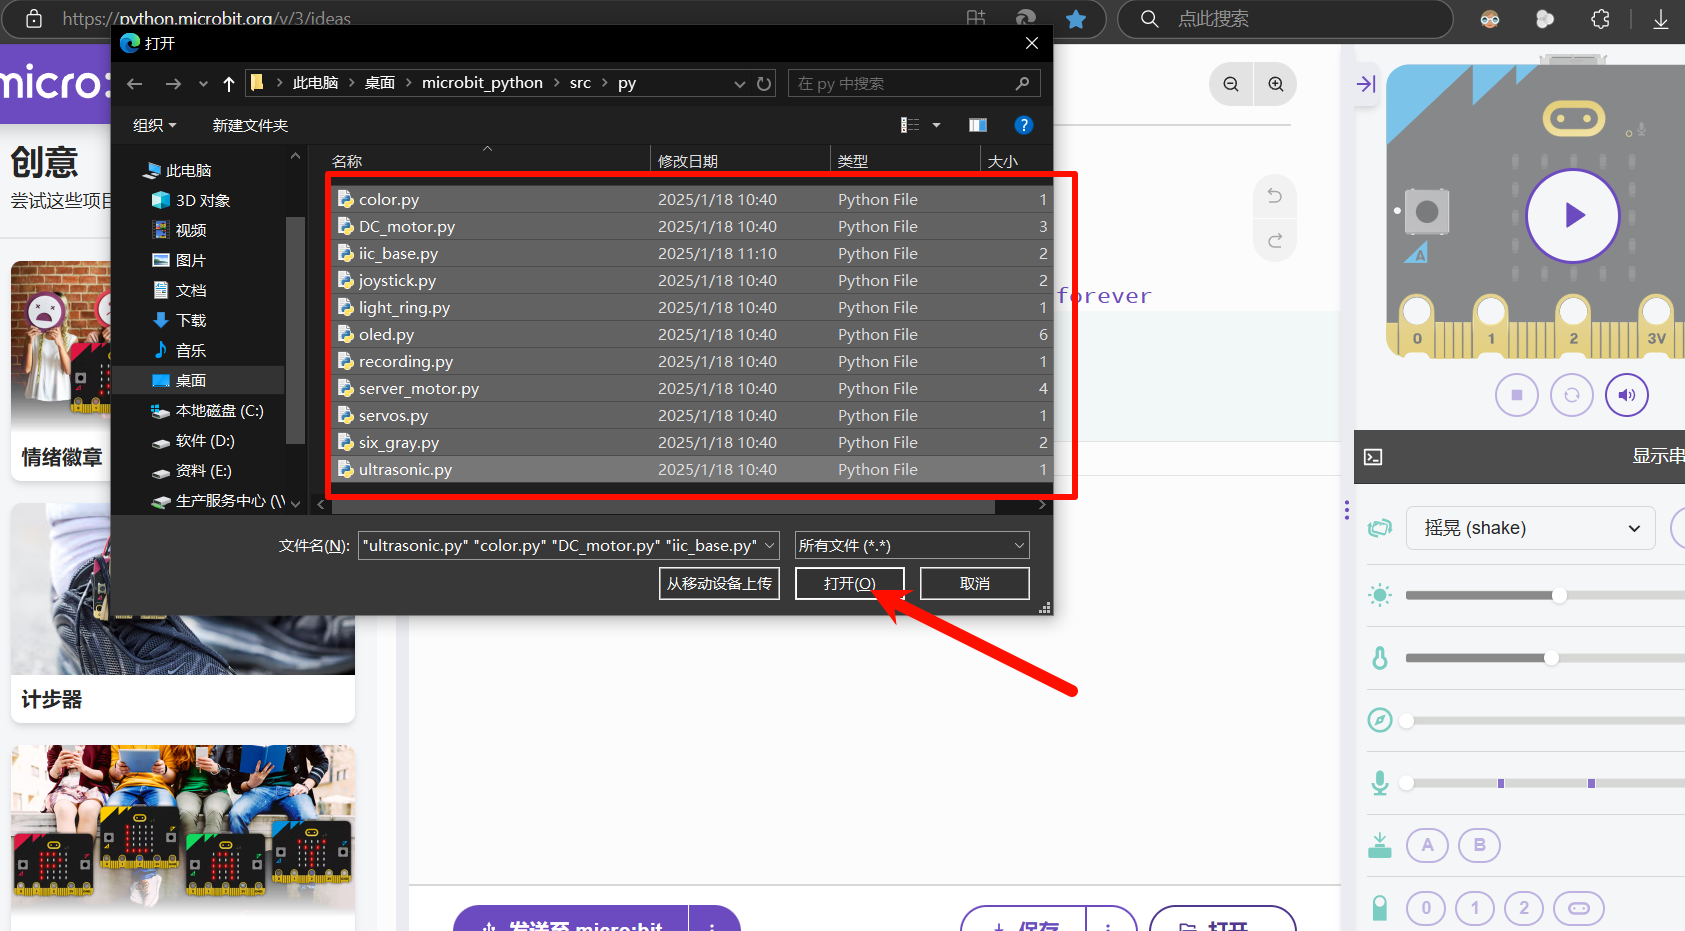 https://python.microbit.org/v/3/ideas
点此搜索
打开
micro:
此电脑 > 桌面 > microbit_python > src > py
在 py 中搜索
组织
新建文件夹
?
创意
尝试这些项目
此电脑
3D 对象
视频
图片
文档
下载
音乐
桌面
本地磁盘 (C:)
软件 (D:)
资料 (E:)
生产服务中心 (\\
名称 修改日期 类型 大小
color.py 2025/1/18 10:40 Python File 1
DC_motor.py 2025/1/18 10:40 Python File 3
iic_base.py 2025/1/18 11:10 Python File 2
joystick.py 2025/1/18 10:40 Python File 2
light_ring.py 2025/1/18 10:40 Python File 1
oled.py 2025/1/18 10:40 Python File 6
recording.py 2025/1/18 10:40 Python File 1
server_motor.py 2025/1/18 10:40 Python File 4
servos.py 2025/1/18 10:40 Python File 1
six_gray.py 2025/1/18 10:40 Python File 2
ultrasonic.py 2025/1/18 10:40 Python File 1
文件名(N): "ultrasonic.py" "color.py" "DC_motor.py" "iic_base.py" 所有文件 (*.*)
从移动设备上传 打开(O) 取消
情绪徽章
计步器
forever
发送至 micro:bit
保存
打开
A
0 1 2 3V
显示串
摇晃 (shake)
A B
0 1 2